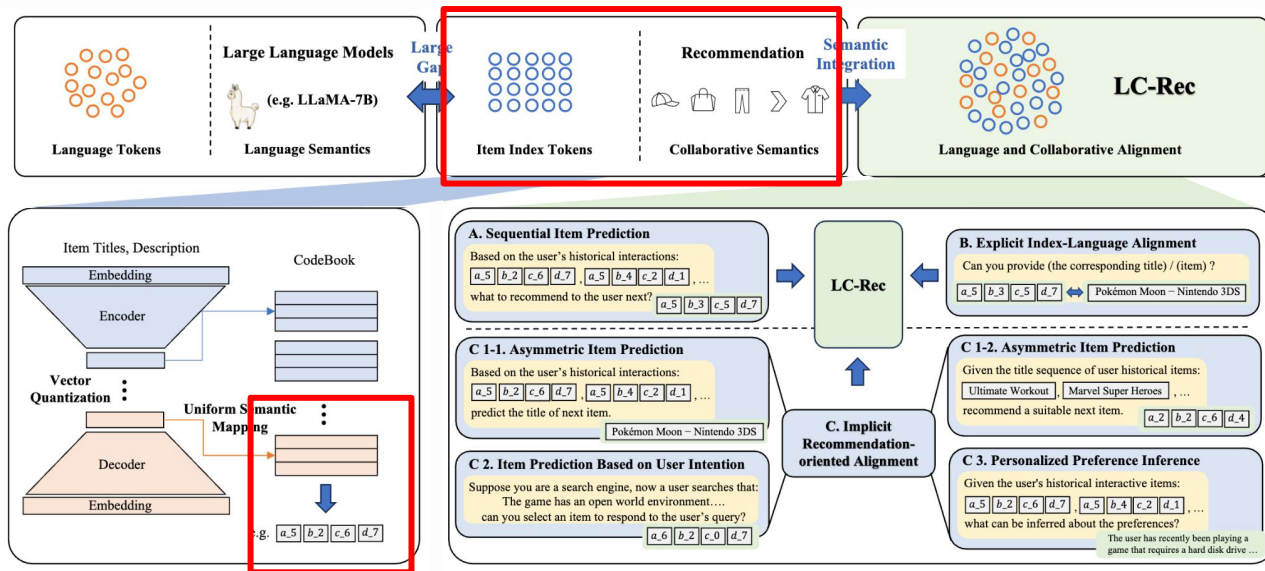 Large Language Models
(e.g. LLaMA-7B)
Language Tokens
Language Semantics
Large
Gap
Recommendation
Item Index Tokens
Collaborative Semantics
Semantic
Integration
LC-Rec
Language and Collaborative Alignment
Item Titles, Description
CodeBook
Embedding
Encoder
Vector
Quantization
Uniform Semantic
Mapping
Decoder
Embedding
e.g. a_5 b_2 c_6 d_7
A. Sequential Item Prediction
Based on the user's historical interactions:
a_5 b_2 c_6 d_7 , a_5 b_4 c_2 d_1 , ...
what to recommend to the user next?
a_5 b_3 c_5 d_7
LC-Rec
B. Explicit Index-Language Alignment
Can you provide (the corresponding title) / (item) ?
a_5 b_3 c_5 d_7
Pokémon Moon – Nintendo 3DS
C 1-1. Asymmetric Item Prediction
Based on the user's historical interactions:
a_5 b_2 c_6 d_7 , a_5 b_4 c_2 d_1 , ...
predict the title of next item.
Pokémon Moon – Nintendo 3DS
C 1-2. Asymmetric Item Prediction
Given the title sequence of user historical items:
Ultimate Workout , Marvel Super Heroes , ...
recommend a suitable next item.
a_2 b_2 c_6 d_4
C. Implicit
Recommendation-
oriented Alignment
C 2. Item Prediction Based on User Intention
Suppose you are a search engine, now a user searches that:
The game has an open world environment....
can you select an item to respond to the user's query?
a_6 b_2 c_0 d_7
C 3. Personalized Preference Inference
Given the user's historical interactive items:
a_5 b_2 c_6 d_7 , a_5 b_4 c_2 d_1 , ...
what can be inferred about the preferences?
The user has recently been playing a
game that requires a hard disk drive ...